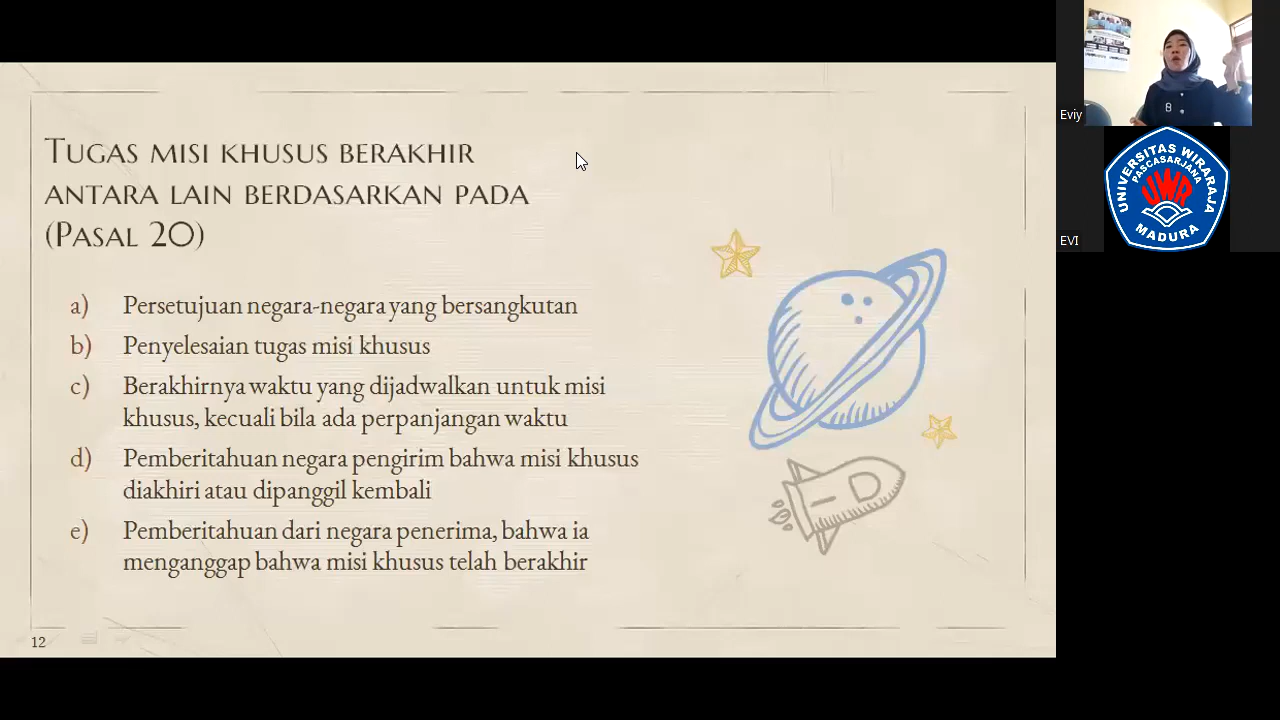 Tugas misi khusus berakhir
antara lain berdasarkan pada
(Pasal 20)
a) Persetujuan negara-negara yang bersangkutan
b) Penyelesaian tugas misi khusus
c) Berakhirnya waktu yang dijadwalkan untuk misi
khusus, kecuali bila ada perpanjangan waktu
d) Pemberitahuan negara pengirim bahwa misi khusus
diakhiri atau dipanggil kembali
e) Pemberitahuan dari negara penerima, bahwa ia
menganggap bahwa misi khusus telah berakhir
12
Eviy
UNIVERSITAS WIRARAJA
PASCASARJANA
UWR
MADURA
EVI